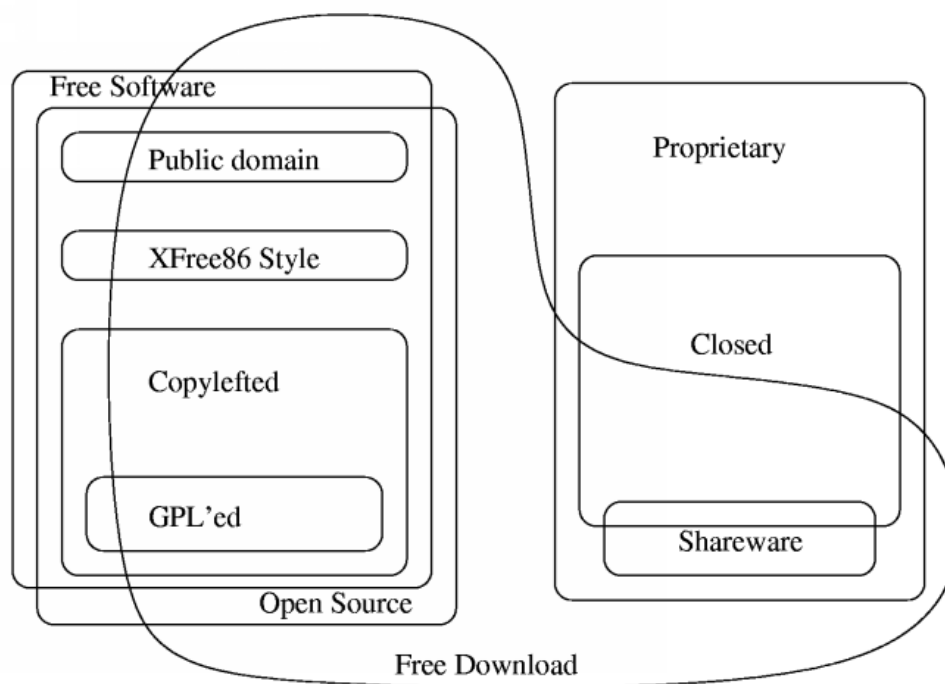 Free Software
Public domain
Proprietary
XFree86 Style
Closed
Copylefted
GPL'ed
Shareware
Open Source
Free Download